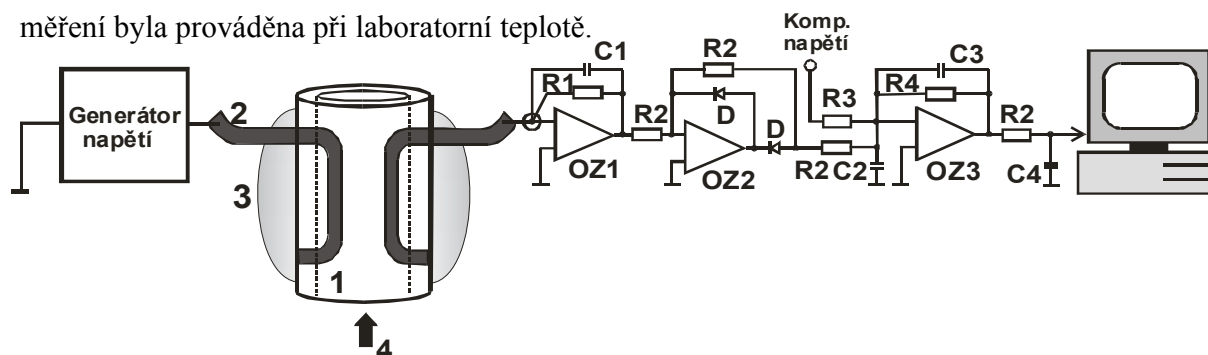 měření byla prováděna při laboratorní teplotě.
Komp.
napětí
C1
R2
C3
R1
R4
Generátor
napětí
2
R3
R2
D
R2
D
OZ1
OZ2
R2
C2
OZ3
C4
3
1
4